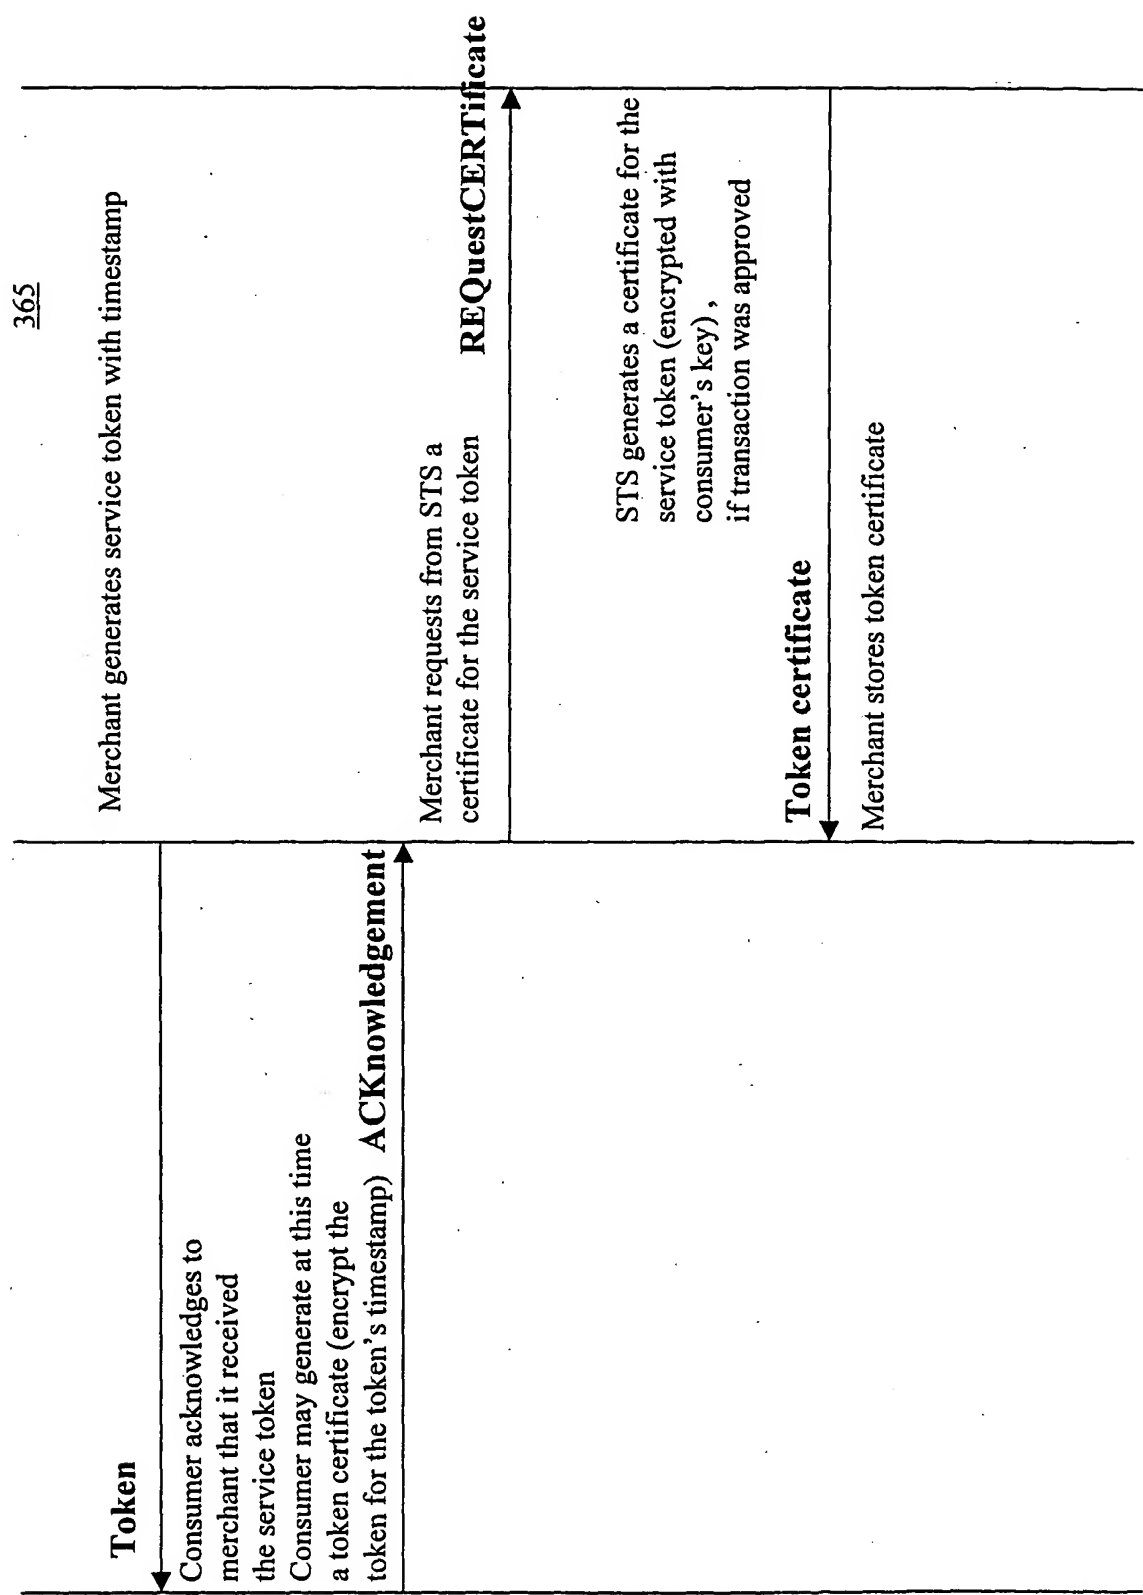 365
Merchant generates service token with timestamp
Token
Consumer acknowledges to
merchant that it received
the service token
Consumer may generate at this time
a token certificate (encrypt the
token for the token's timestamp)
ACKnowledgement
Merchant requests from STS a
certificate for the service token
REQuestCERTificate
STS generates a certificate for the
service token (encrypted with
consumer's key) ,
if transaction was approved
Token certificate
Merchant stores token certificate